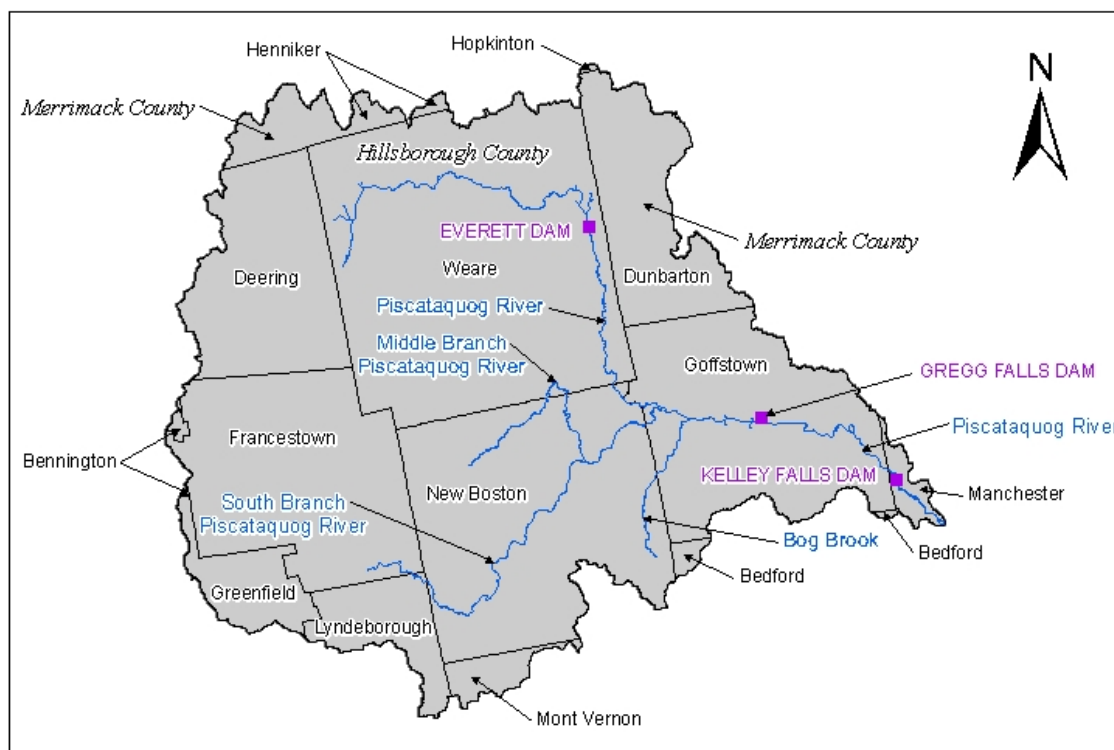 Hopkinton
Henniker
N
Merrimack County
Hillsborough County
EVERETT DAM
Merrimack County
Weare
Deering
Dunbarton
Piscataquog River
Middle Branch
Piscataquog River
Goffstown
GREGG FALLS DAM
Francestown
Piscataquog River
Bennington
KELLEY FALLS DAM
New Boston
Manchester
South Branch
Piscataquog River
Bog Brook
Bedford
Bedford
Greenfield
Lyndeborough
Mont Vernon